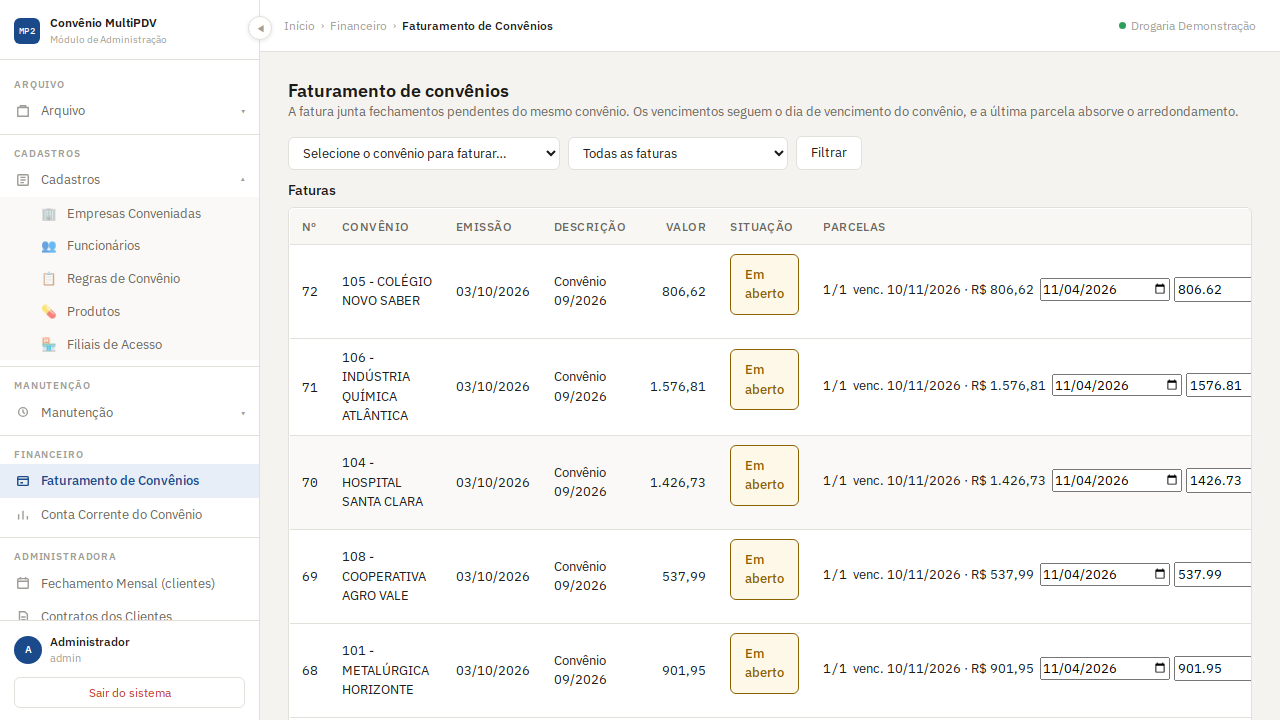 MP2
Convênio MultiPDV
Módulo de Administração
Início › Financeiro › Faturamento de Convênios
Drogaria Demonstração
ARQUIVO
Arquivo
CADASTROS
Cadastros
Empresas Conveniadas
Funcionários
Regras de Convênio
Produtos
Filiais de Acesso
MANUTENÇÃO
Manutenção
FINANCEIRO
Faturamento de Convênios
Conta Corrente do Convênio
ADMINISTRADORA
Fechamento Mensal (clientes)
Contratos dos Clientes
A
Administrador
admin
Sair do sistema
Faturamento de convênios
A fatura junta fechamentos pendentes do mesmo convênio. Os vencimentos seguem o dia de vencimento do convênio, e a última parcela absorve o arredondamento.
Selecione o convênio para faturar...
Todas as faturas
Filtrar
Faturas
Nº CONVÊNIO EMISSÃO DESCRIÇÃO VALOR SITUAÇÃO PARCELAS
72
105 - COLÉGIO
NOVO SABER
03/10/2026
Convênio
09/2026
806,62
Em
aberto
1/1 venc. 10/11/2026 · R$ 806,62 11/04/2026 806.62
71
106 -
INDÚSTRIA
QUÍMICA
ATLÂNTICA
03/10/2026
Convênio
09/2026
1.576,81
Em
aberto
1/1 venc. 10/11/2026 · R$ 1.576,81 11/04/2026 1576.81
70
104 -
HOSPITAL
SANTA CLARA
03/10/2026
Convênio
09/2026
1.426,73
Em
aberto
1/1 venc. 10/11/2026 · R$ 1.426,73 11/04/2026 1426.73
69
108 -
COOPERATIVA
AGRO VALE
03/10/2026
Convênio
09/2026
537,99
Em
aberto
1/1 venc. 10/11/2026 · R$ 537,99 11/04/2026 537.99
68
101 -
METALÚRGICA
HORIZONTE
03/10/2026
Convênio
09/2026
901,95
Em
aberto
1/1 venc. 10/11/2026 · R$ 901,95 11/04/2026 901.95